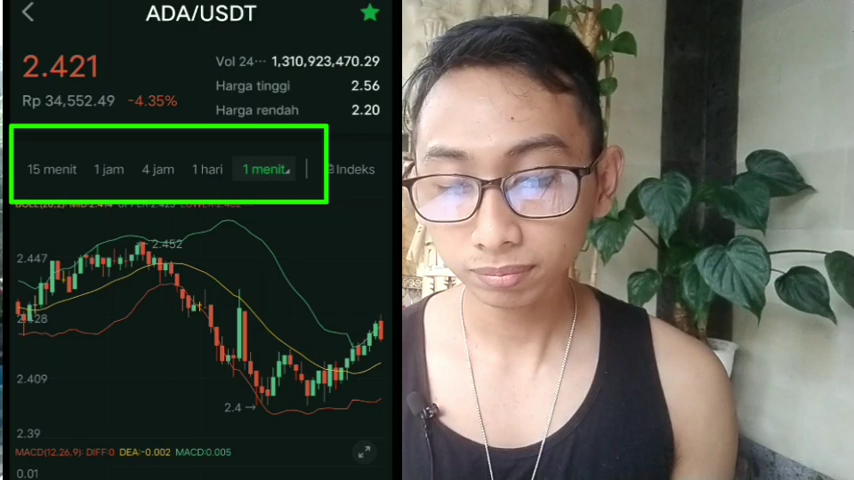 ADA/USDT
2.421
Rp 34,552.49 -4.35%
Vol 24··· 1,310,923,470.29
Harga tinggi 2.56
Harga rendah 2.20
15 menit 1 jam 4 jam 1 hari 1 menit Indeks
2.452
2.447
2.428
2.409
2.4
2.39
MACD(12,26,9): DIFF:0 DEA:-0.002 MACD:0.005
0.01